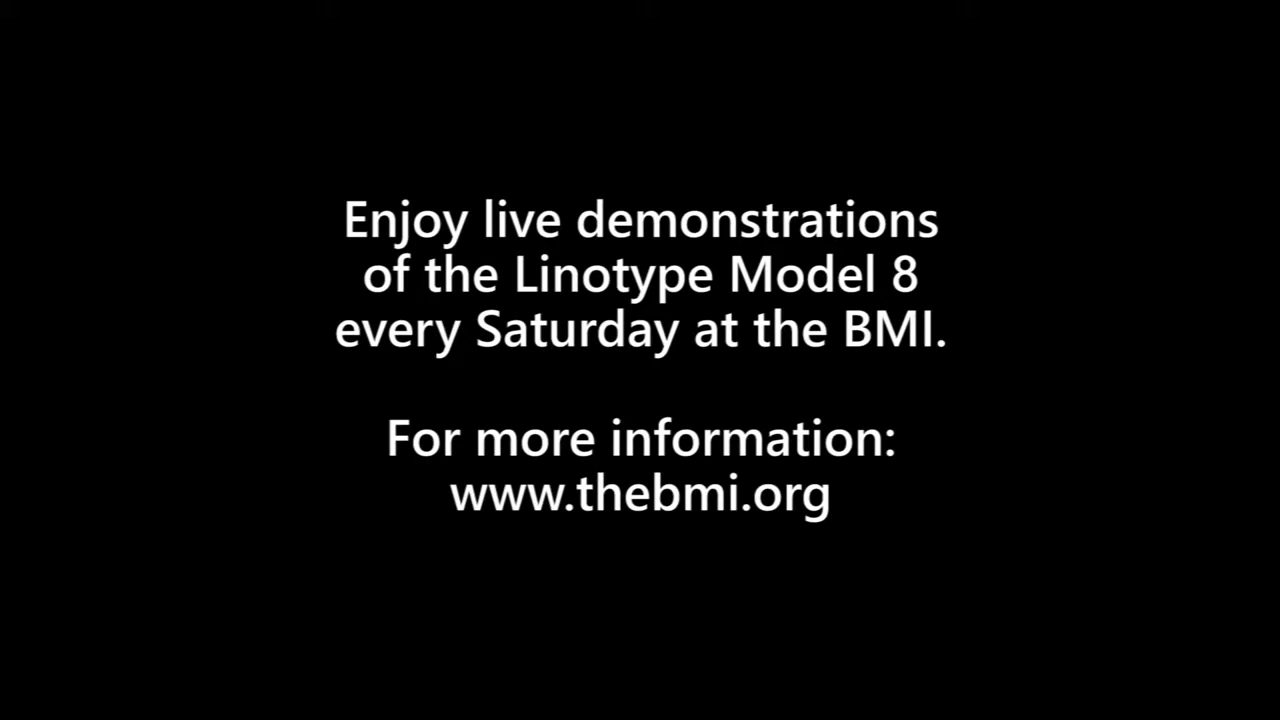 Enjoy live demonstrations
of the Linotype Model 8
every Saturday at the BMI.
For more information:
www.thebmi.org